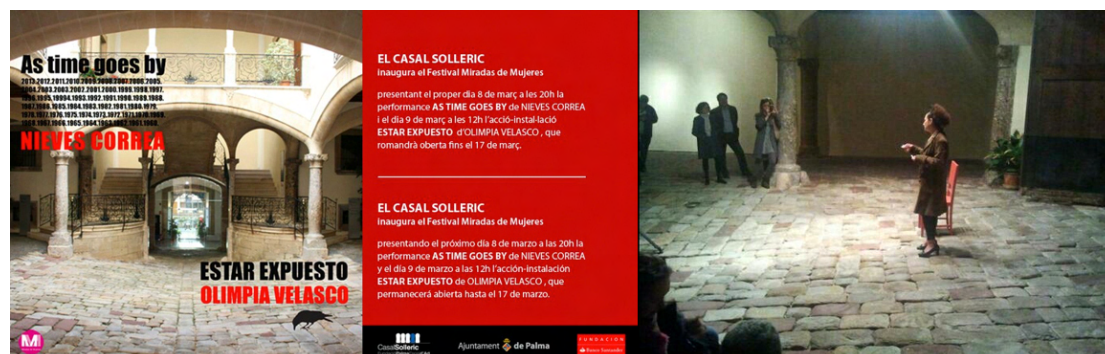 As time goes by
NIEVES CORREA
ESTAR EXPUESTO
OLIMPIA VELASCO
M
EL CASAL SOLLERIC
inaugura el Festival Miradas de Mujeres
presentant el proper dia 8 de març a les 20h la
performance AS TIME GOES BY de NIEVES CORREA
i el dia 9 de març a les 12h l'acció-instal-lació
ESTAR EXPUESTO d'OLIMPIA VELASCO , que
romandrà oberta fins el 17 de març.
EL CASAL SOLLERIC
inaugura el Festival Miradas de Mujeres
presentando el próximo día 8 de marzo a las 20h la
performance AS TIME GOES BY de NIEVES CORREA
y el día 9 de marzo a las 12h l'acción-instalación
ESTAR EXPUESTO de OLIMPIA VELASCO , que
permanecerá abierta hasta el 17 de marzo.
CasalSolleric
Ajuntament de Palma
FUNDACIÓN
Banco Santander